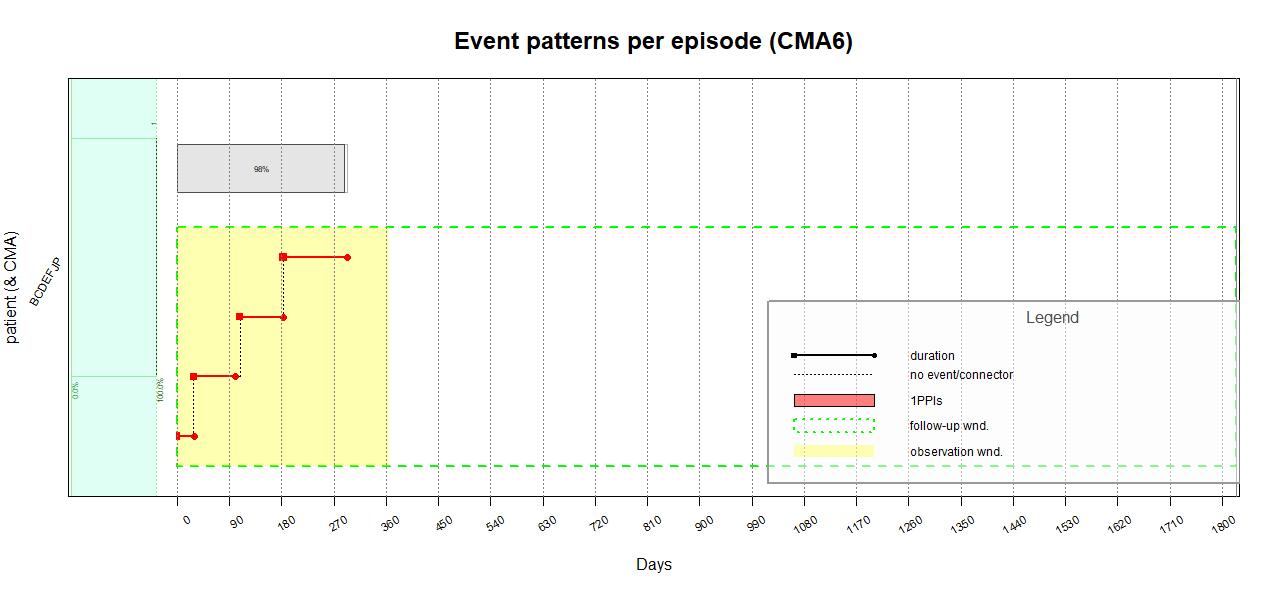 Event patterns per episode (CMA6)
patient (& CMA)
BCDEFJP
1
98%
0.0%
100.0%
Legend
duration
no event/connector
1PPIs
follow-up wnd.
observation wnd.
0 90 180 270 360 450 540 630 720 810 900 990 1080 1170 1260 1350 1440 1530 1620 1710 1800
Days